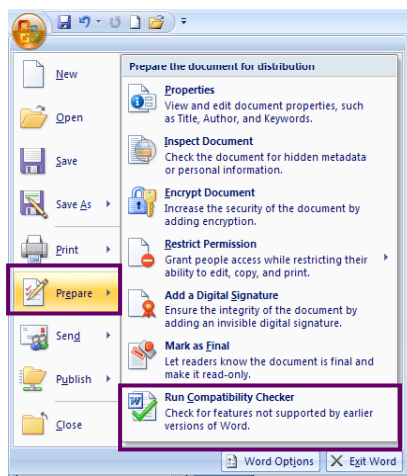 New
Open
Save
Save As
Print
Prepare
Send
Publish
Close
Prepare the document for distribution
Properties
View and edit document properties, such
as Title, Author, and Keywords.
Inspect Document
Check the document for hidden metadata
or personal information.
Encrypt Document
Increase the security of the document by
adding encryption.
Restrict Permission
Grant people access while restricting their
ability to edit, copy, and print.
Add a Digital Signature
Ensure the integrity of the document by
adding an invisible digital signature.
Mark as Final
Let readers know the document is final and
make it read-only.
Run Compatibility Checker
Check for features not supported by earlier
versions of Word.
Word Options
Exit Word